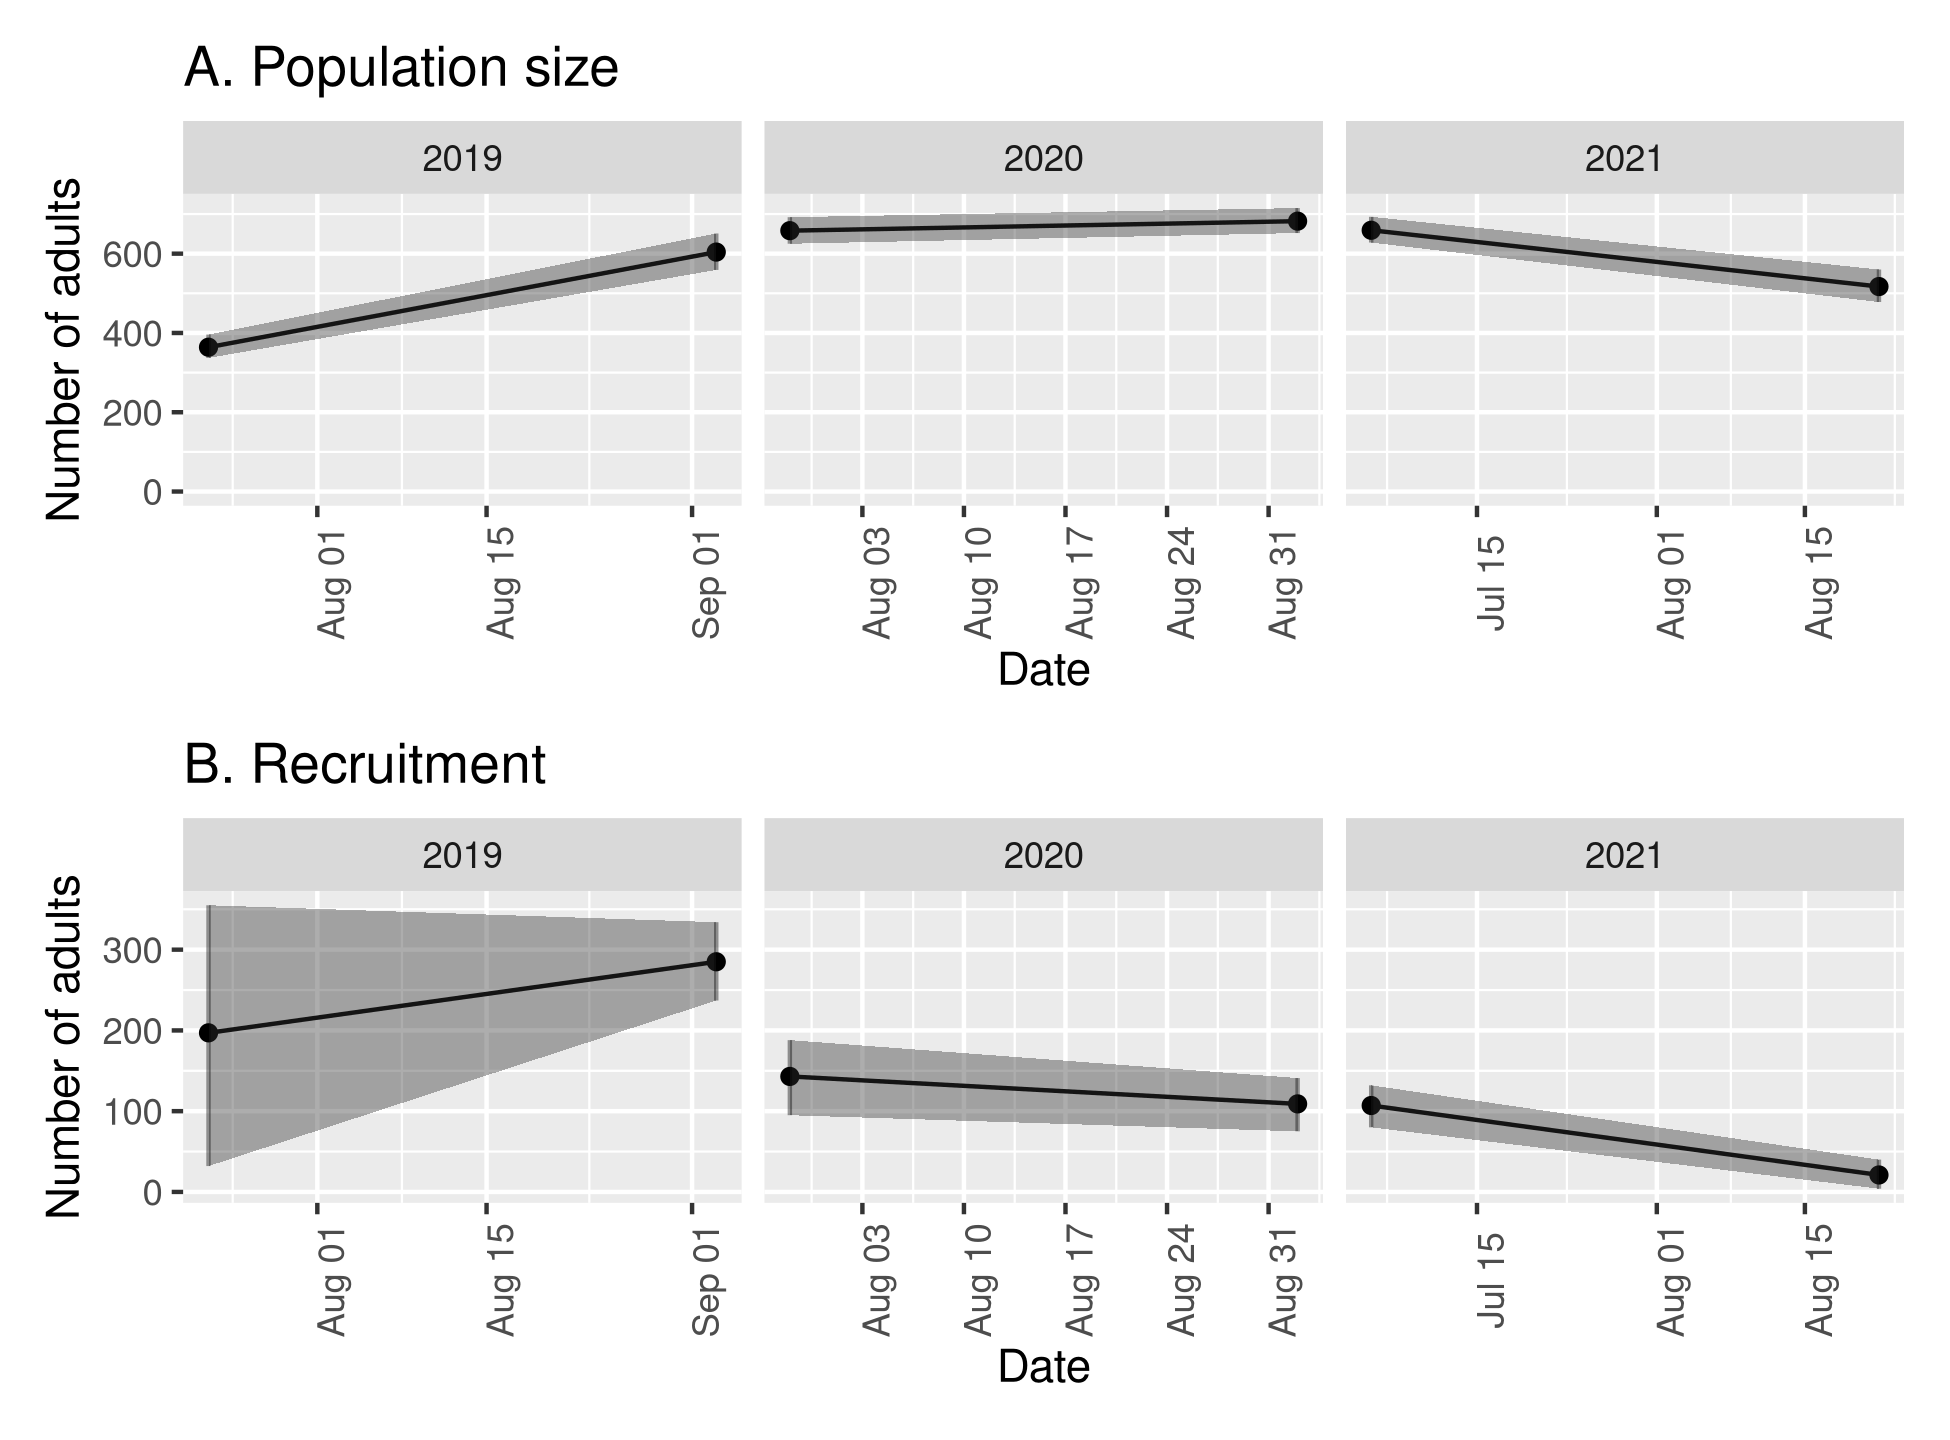 A. Population size
2019 2020 2021
Number of adults
600
400
200
0
Aug 01 Aug 15 Sep 01 Aug 03 Aug 10 Aug 17 Aug 24 Aug 31 Jul 15 Aug 01 Aug 15
Date
B. Recruitment
2019 2020 2021
Number of adults
300
200
100
0
Aug 01 Aug 15 Sep 01 Aug 03 Aug 10 Aug 17 Aug 24 Aug 31 Jul 15 Aug 01 Aug 15
Date